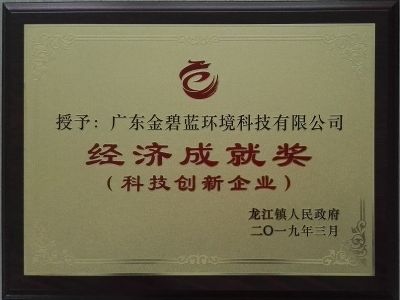 授予：广东金碧蓝环境科技有限公司
经济成就奖
（科技创新企业）
龙江镇人民政府
二〇一九年三月